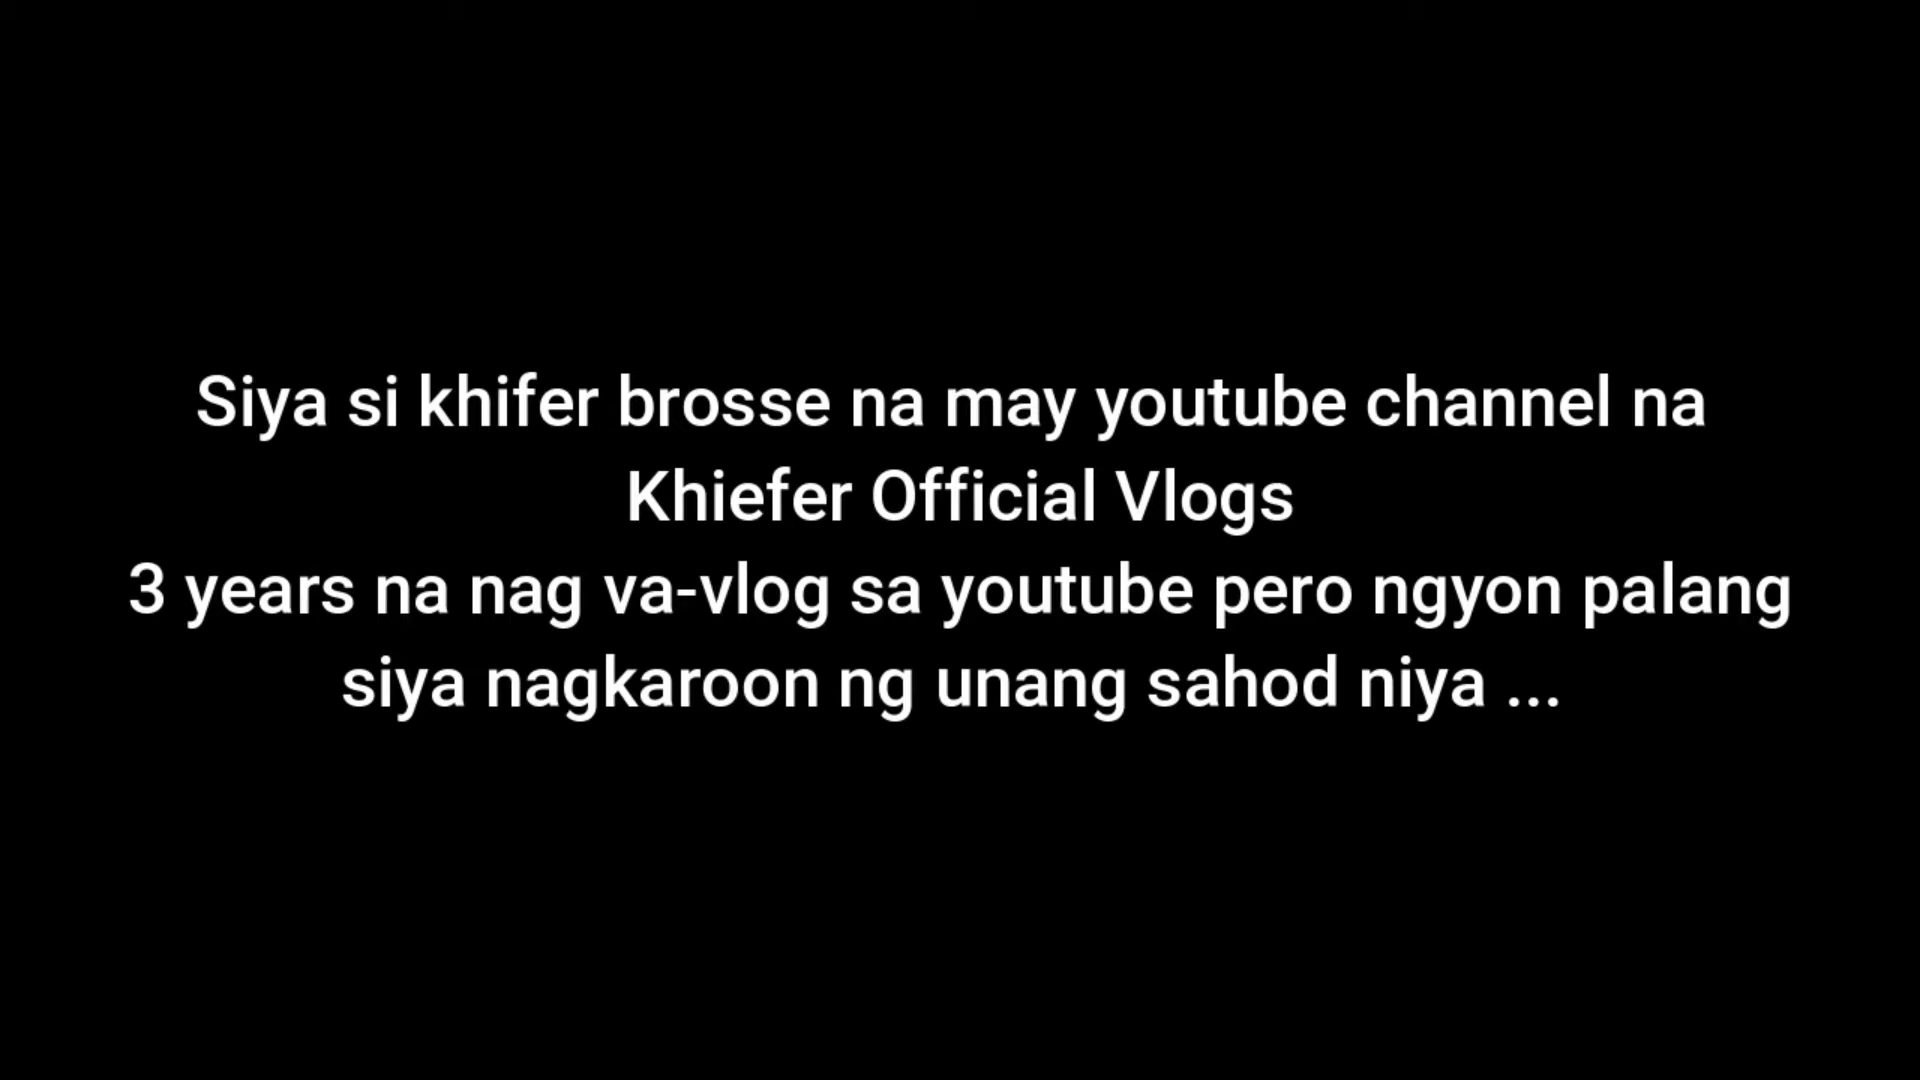 Siya si khifer brosse na may youtube channel na
Khiefer Official Vlogs
3 years na nag va-vlog sa youtube pero ngyon palang
siya nagkaroon ng unang sahod niya ...